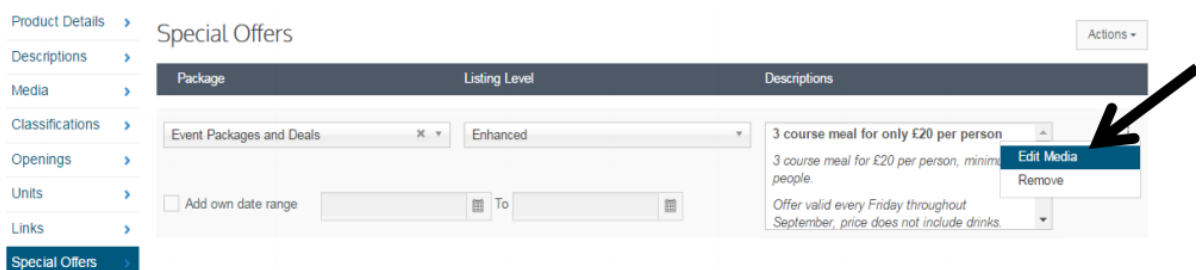 Product Details
Descriptions
Media
Classifications
Openings
Units
Links
Special Offers
Special Offers
Actions
Package
Listing Level
Descriptions
Event Packages and Deals
Enhanced
3 course meal for only £20 per person
3 course meal for £20 per person,
people.
Offer valid every Friday throughout
September, price does not include drinks.
Edit Media
Remove
Add own date range
To